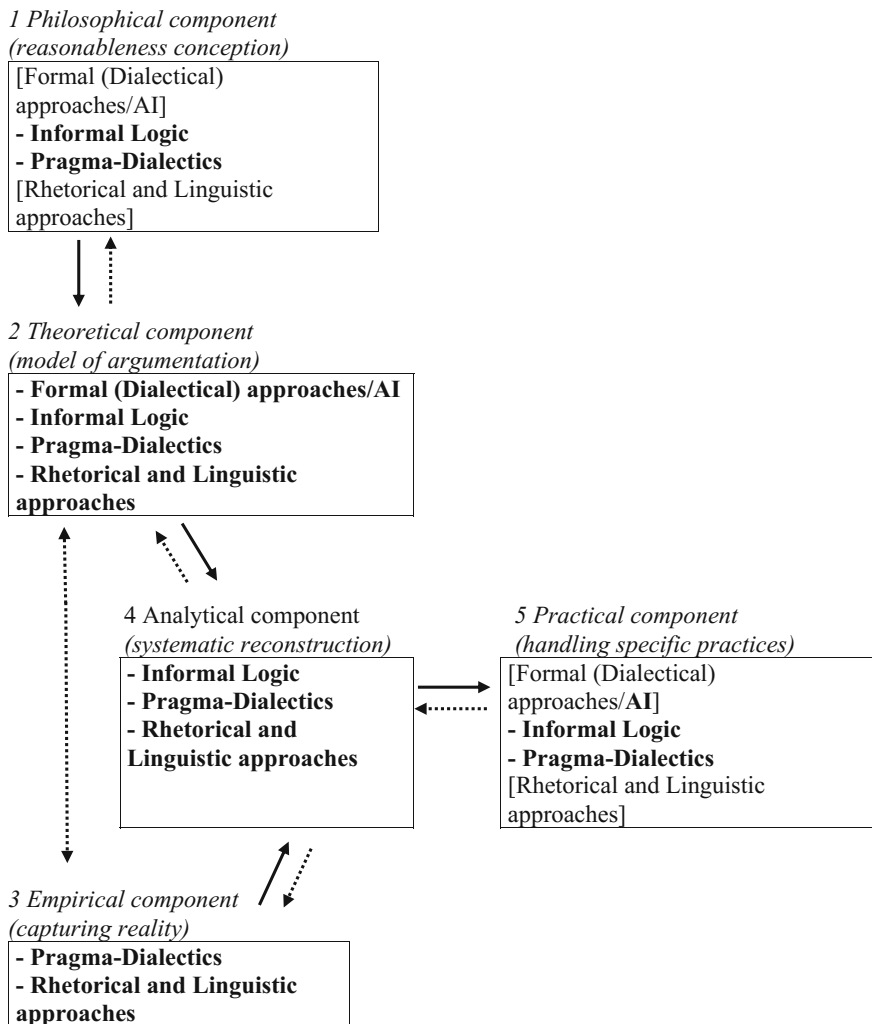 1 Philosophical component
(reasonableness conception)
[Formal (Dialectical)
approaches/AI]
- Informal Logic
- Pragma-Dialectics
[Rhetorical and Linguistic
approaches]
2 Theoretical component
(model of argumentation)
- Formal (Dialectical) approaches/AI
- Informal Logic
- Pragma-Dialectics
- Rhetorical and Linguistic
approaches
4 Analytical component
(systematic reconstruction)
- Informal Logic
- Pragma-Dialectics
- Rhetorical and
Linguistic approaches
5 Practical component
(handling specific practices)
[Formal (Dialectical)
approaches/AI]
- Informal Logic
- Pragma-Dialectics
[Rhetorical and Linguistic
approaches]
3 Empirical component
(capturing reality)
- Pragma-Dialectics
- Rhetorical and Linguistic
approaches